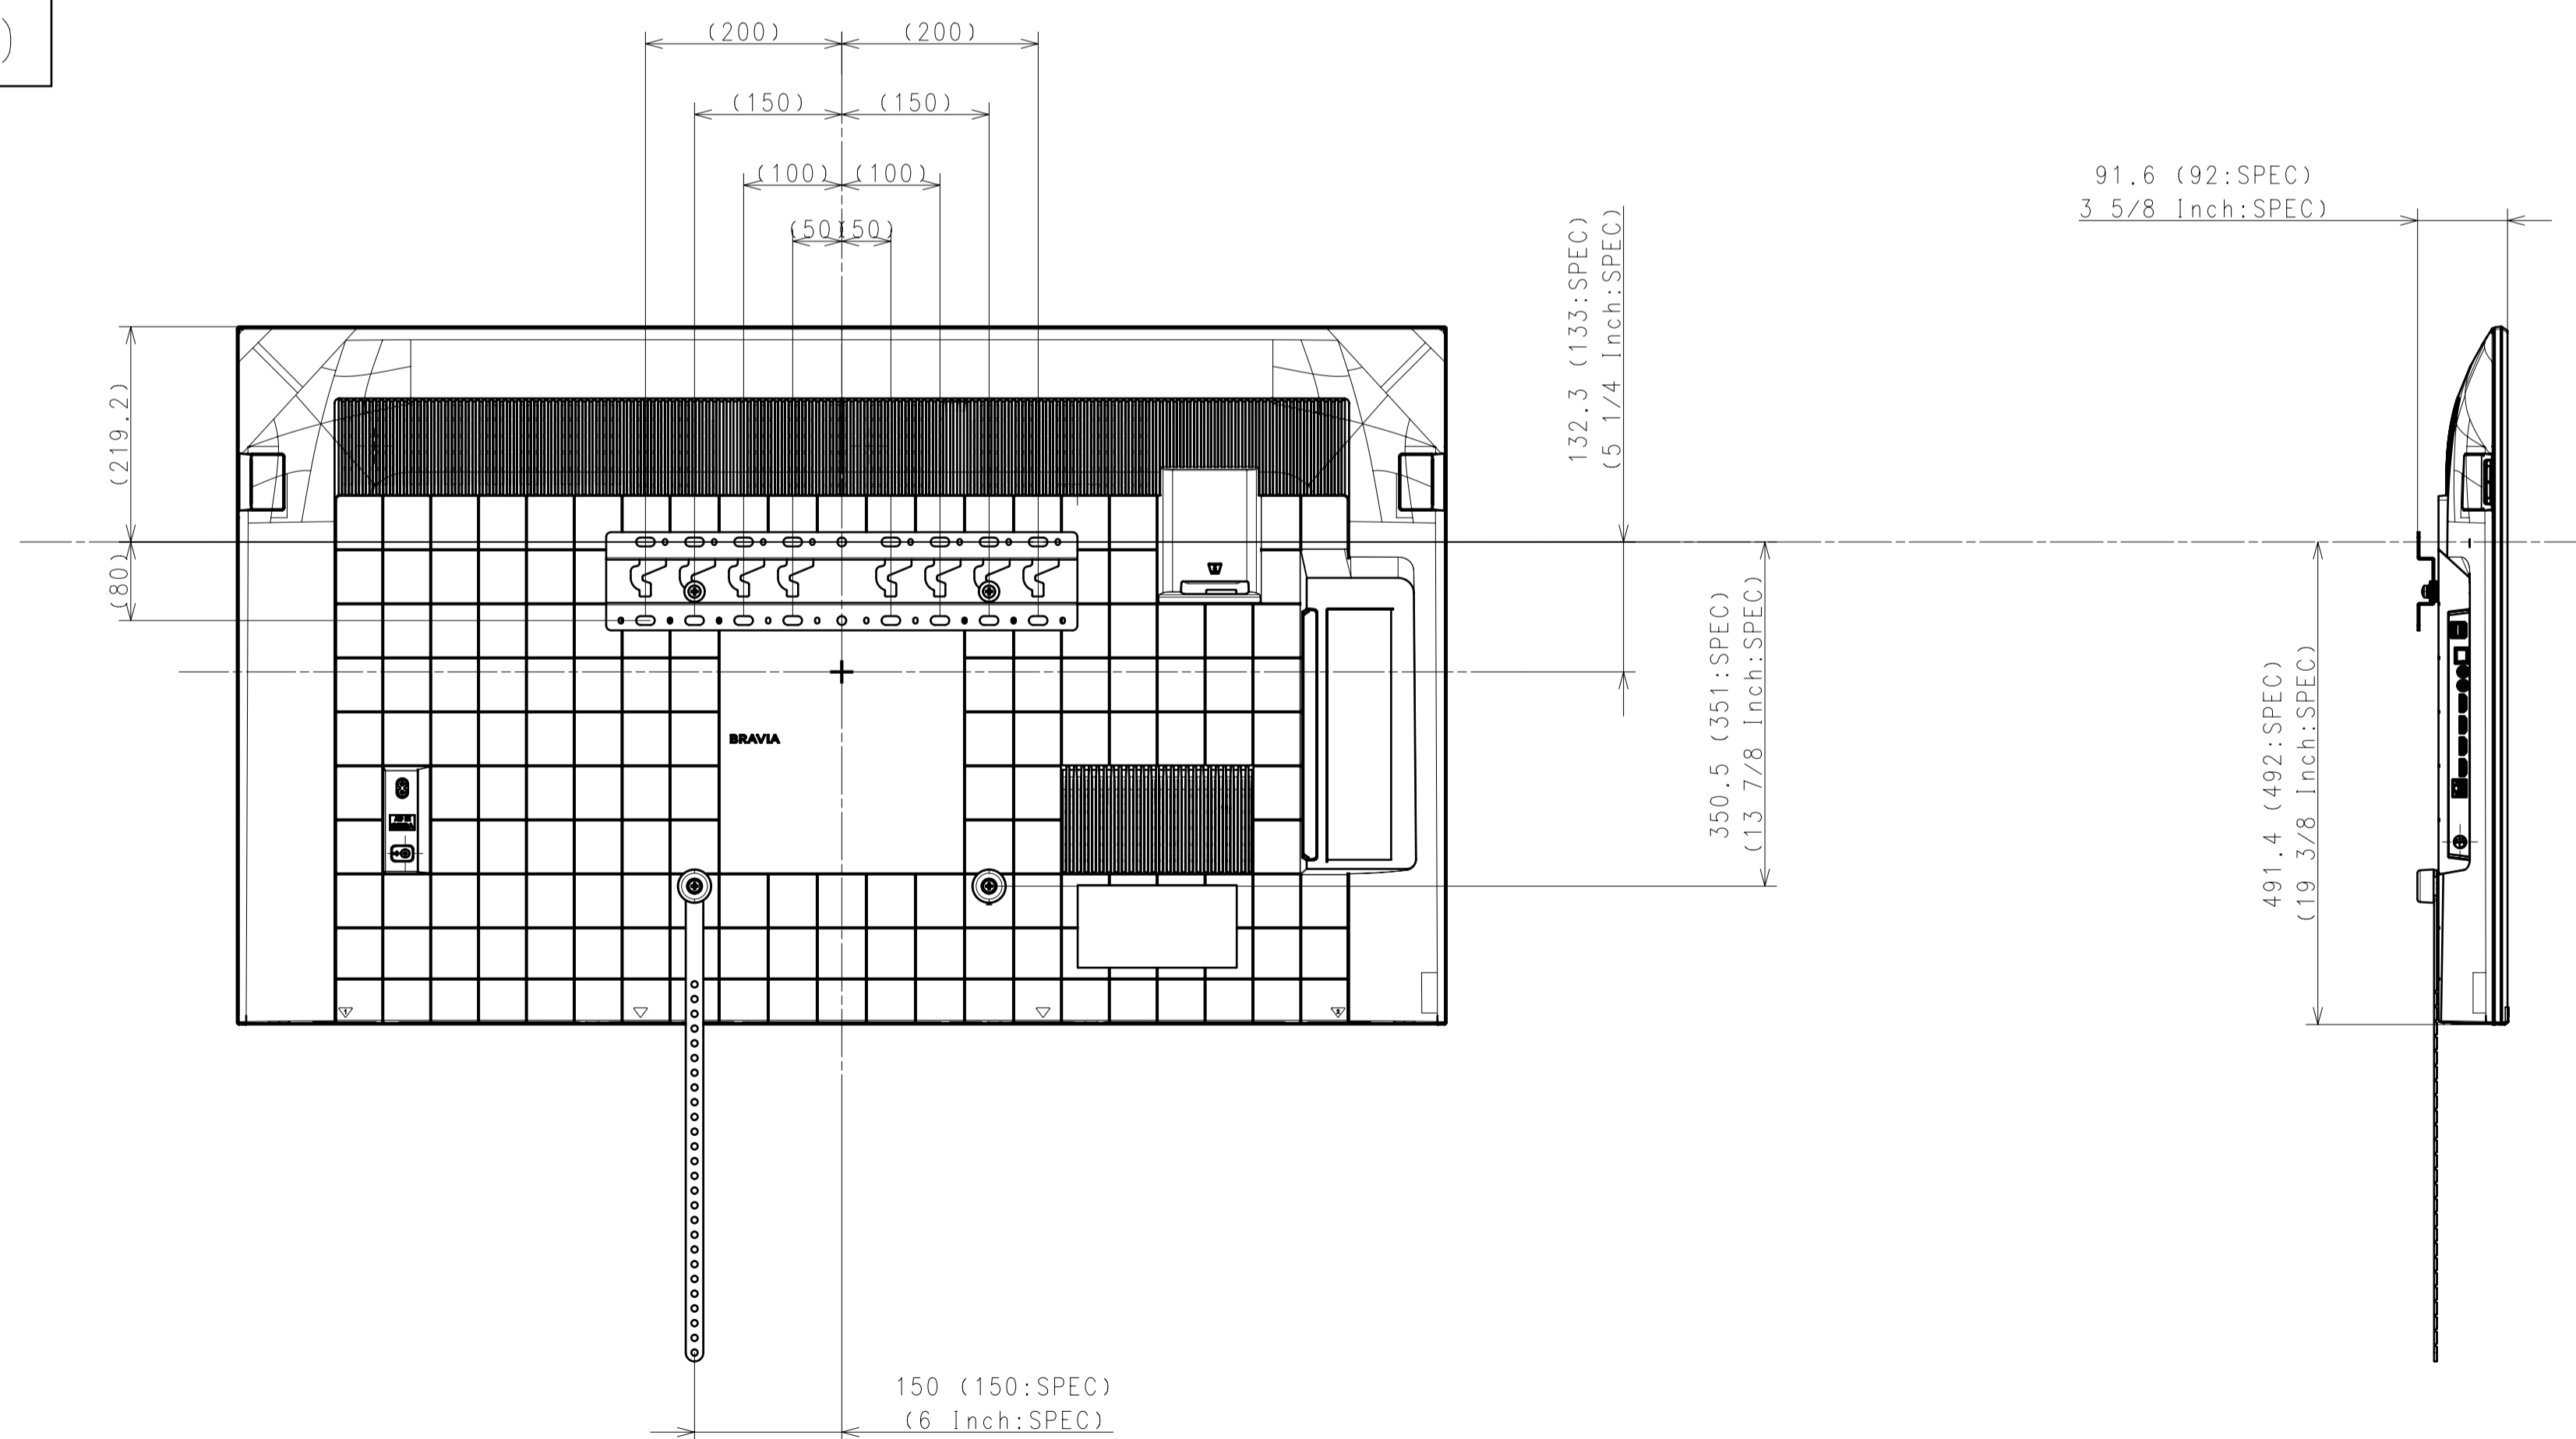 )
(200) (200)
(150) (150)
(100) (100)
(50)(50)
91.6 (92:SPEC)
3 5/8 Inch:SPEC)
132.3 (133:SPEC)
(5 1/4 Inch:SPEC)
(219.2)
(80)
350.5 (351:SPEC)
(13 7/8 Inch:SPEC)
491.4 (492:SPEC)
(19 3/8 Inch:SPEC)
BRAVIA
1
2
150 (150:SPEC)
(6 Inch:SPEC)